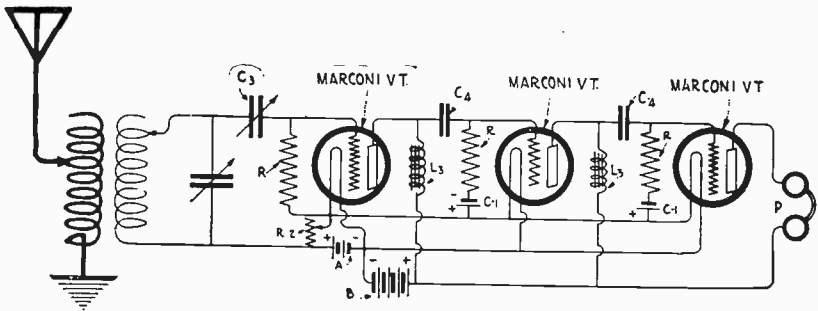 C3
MARCONI V T.
C4
MARCONI V T.
C4
MARCONI V T
R
L3
R
C-1
L3
R
C-1
P
R2
A
B
- +
- +
+ -
- +
+